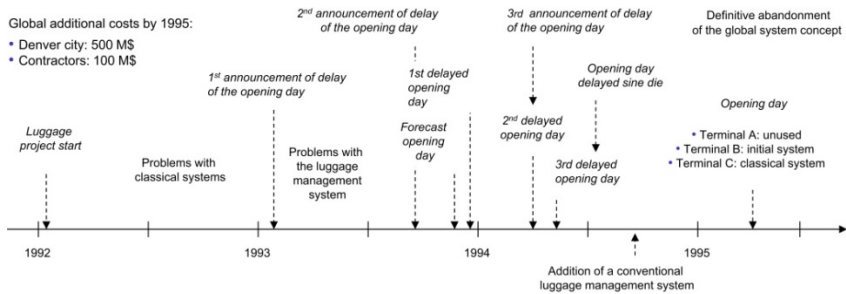 Global additional costs by 1995:
• Denver city: 500 M$
• Contractors: 100 M$
2nd announcement of delay
of the opening day
3rd announcement of delay
of the opening day
Definitive abandonment
of the global system concept
1st announcement of delay
of the opening day
1st delayed
opening
day
Opening day
delayed sine die
Opening day
• Terminal A: unused
• Terminal B: initial system
• Terminal C: classical system
Luggage
project start
Problems with
classical systems
Problems with
the luggage
management
system
Forecast
opening
day
2nd delayed
opening day
3rd delayed
opening day
1992
1993
1994
1995
Addition of a conventional
luggage management system